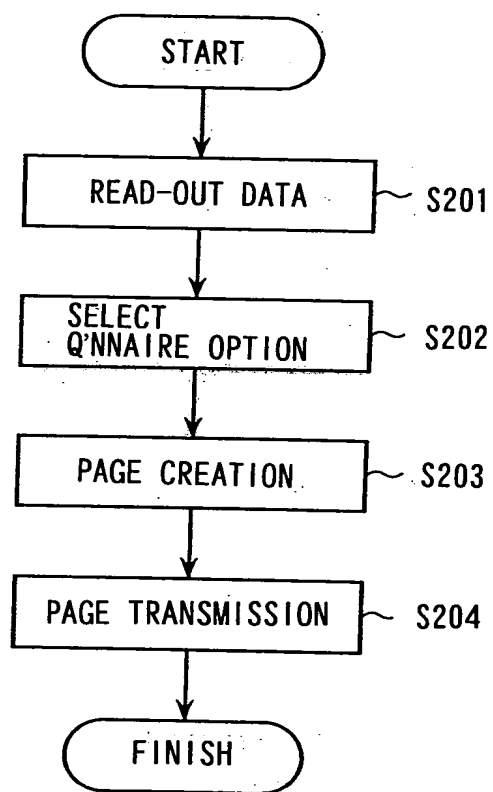 START
READ-OUT DATA
S201
SELECT
Q'NNAIRE OPTION
S202
PAGE CREATION
S203
PAGE TRANSMISSION
S204
FINISH